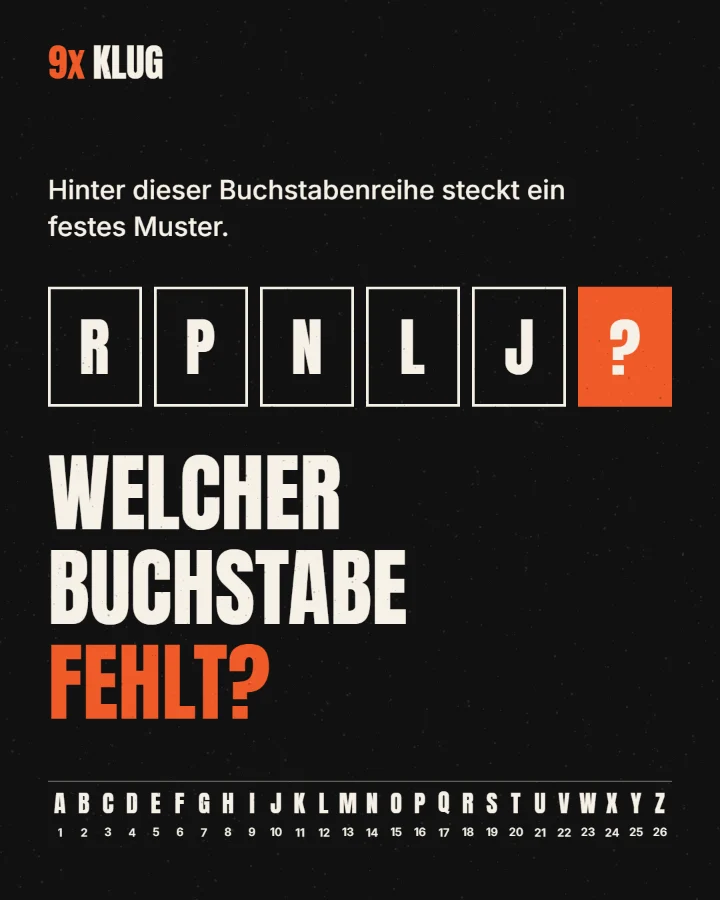 9x KLUG
Hinter dieser Buchstabenreihe steckt ein
festes Muster.
R P N L J ?
WELCHER
BUCHSTABE
FEHLT?
A B C D E F G H I J K L M N O P Q R S T U V W X Y Z
1 2 3 4 5 6 7 8 9 10 11 12 13 14 15 16 17 18 19 20 21 22 23 24 25 26